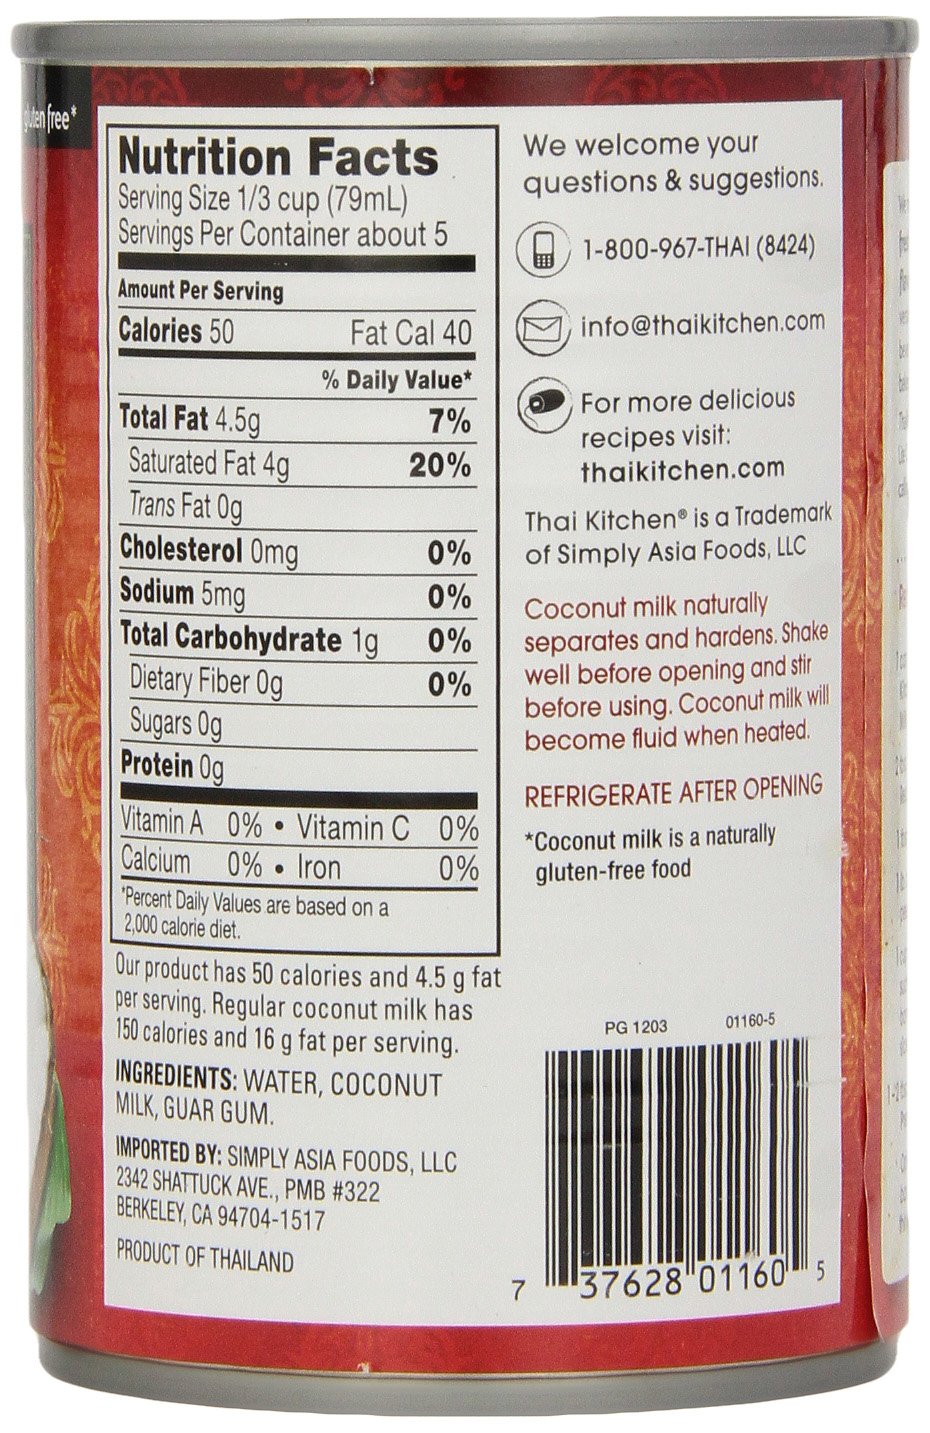 gluten free*
Nutrition Facts
Serving Size 1/3 cup (79mL)
Servings Per Container about 5
Amount Per Serving
Calories 50 Fat Cal 40
% Daily Value*
Total Fat 4.5g 7%
Saturated Fat 4g 20%
Trans Fat 0g
Cholesterol 0mg 0%
Sodium 5mg 0%
Total Carbohydrate 1g 0%
Dietary Fiber 0g 0%
Sugars 0g
Protein 0g
Vitamin A 0% • Vitamin C 0%
Calcium 0% • Iron 0%
*Percent Daily Values are based on a
2,000 calorie diet.
Our product has 50 calories and 4.5 g fat
per serving. Regular coconut milk has
150 calories and 16 g fat per serving.
INGREDIENTS: WATER, COCONUT
MILK, GUAR GUM.
IMPORTED BY: SIMPLY ASIA FOODS, LLC
2342 SHATTUCK AVE., PMB #322
BERKELEY, CA 94704-1517
PRODUCT OF THAILAND
We welcome your
questions & suggestions.
1-800-967-THAI (8424)
info@thaikitchen.com
For more delicious
recipes visit:
thaikitchen.com
Thai Kitchen® is a Trademark
of Simply Asia Foods, LLC
Coconut milk naturally
separates and hardens. Shake
well before opening and stir
before using. Coconut milk will
become fluid when heated.
REFRIGERATE AFTER OPENING
*Coconut milk is a naturally
gluten-free food
PG 1203 01160-5
7 37628 01160 5